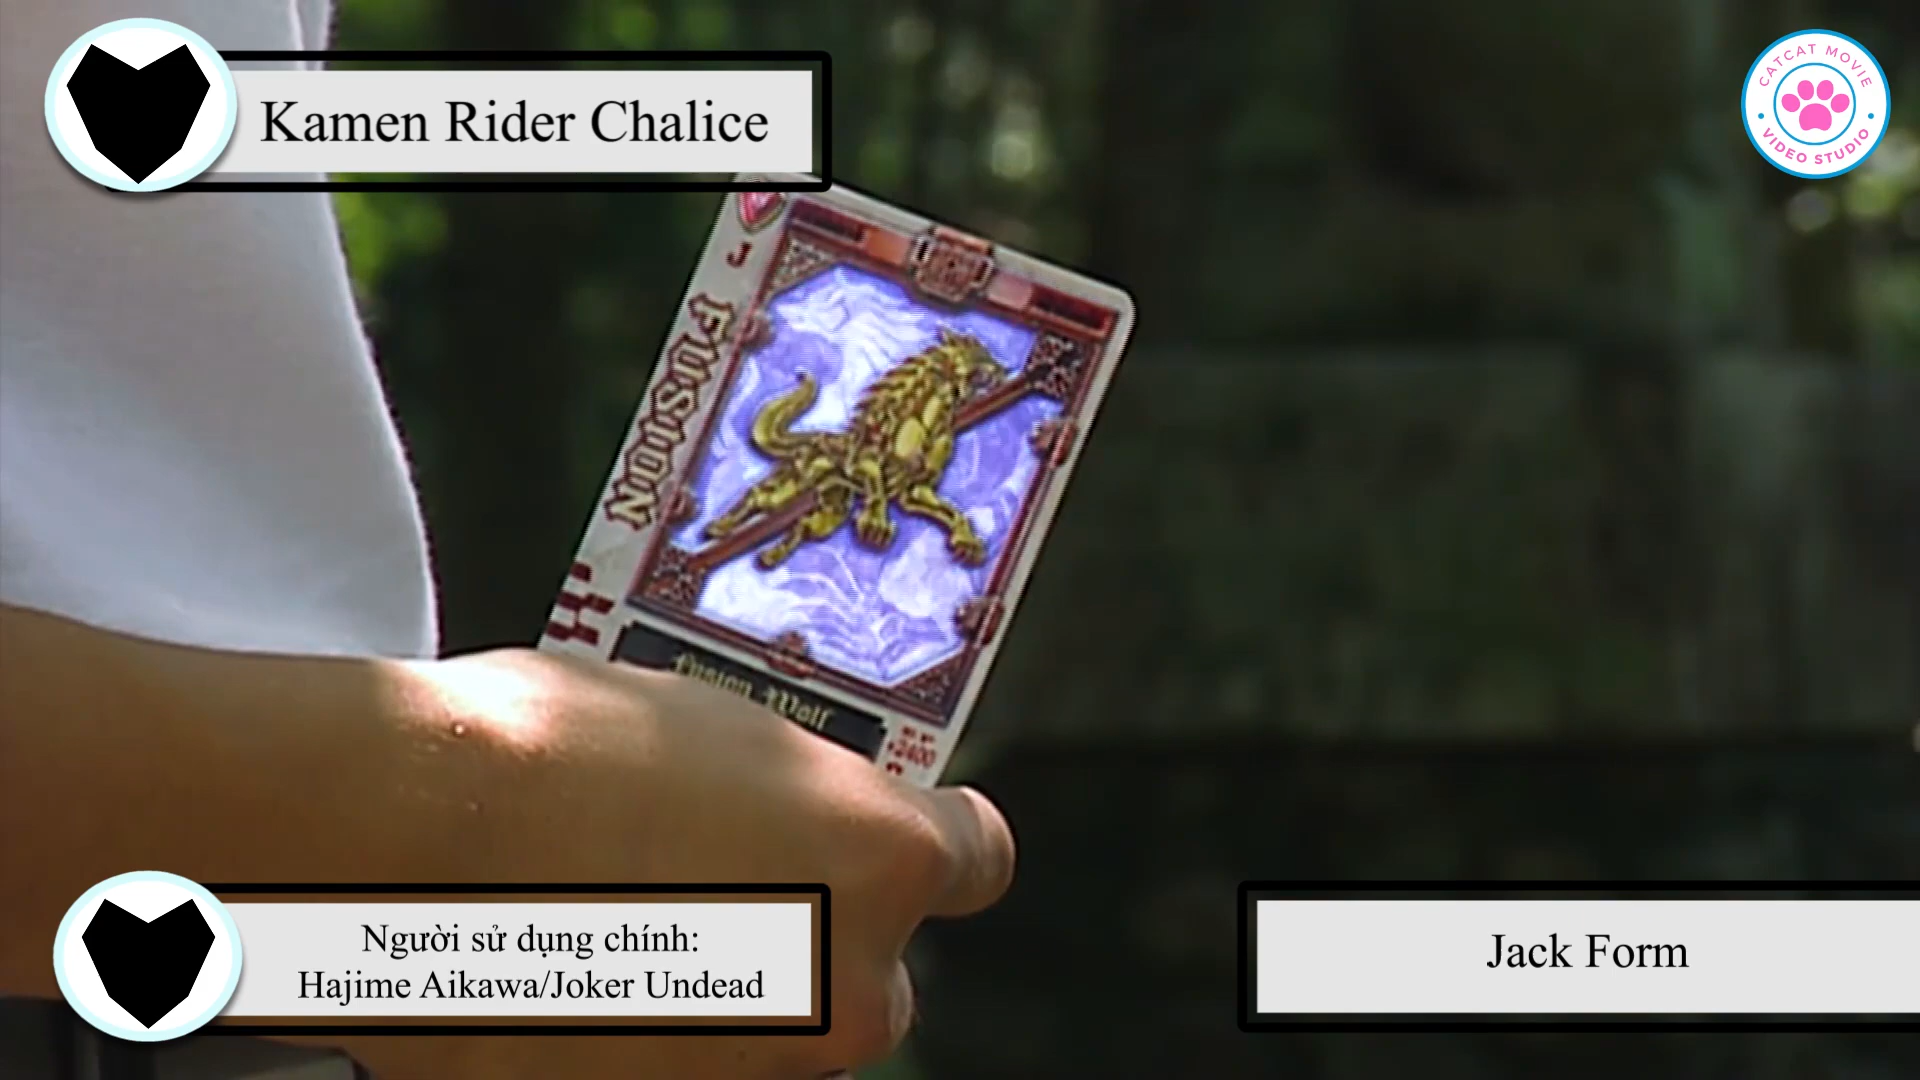 Kamen Rider Chalice
CATCAT MOVIE
VIDEO STUDIO
J
FUSION
Fusion Wolf
+2400
Người sử dụng chính:
Hajime Aikawa/Joker Undead
Jack Form